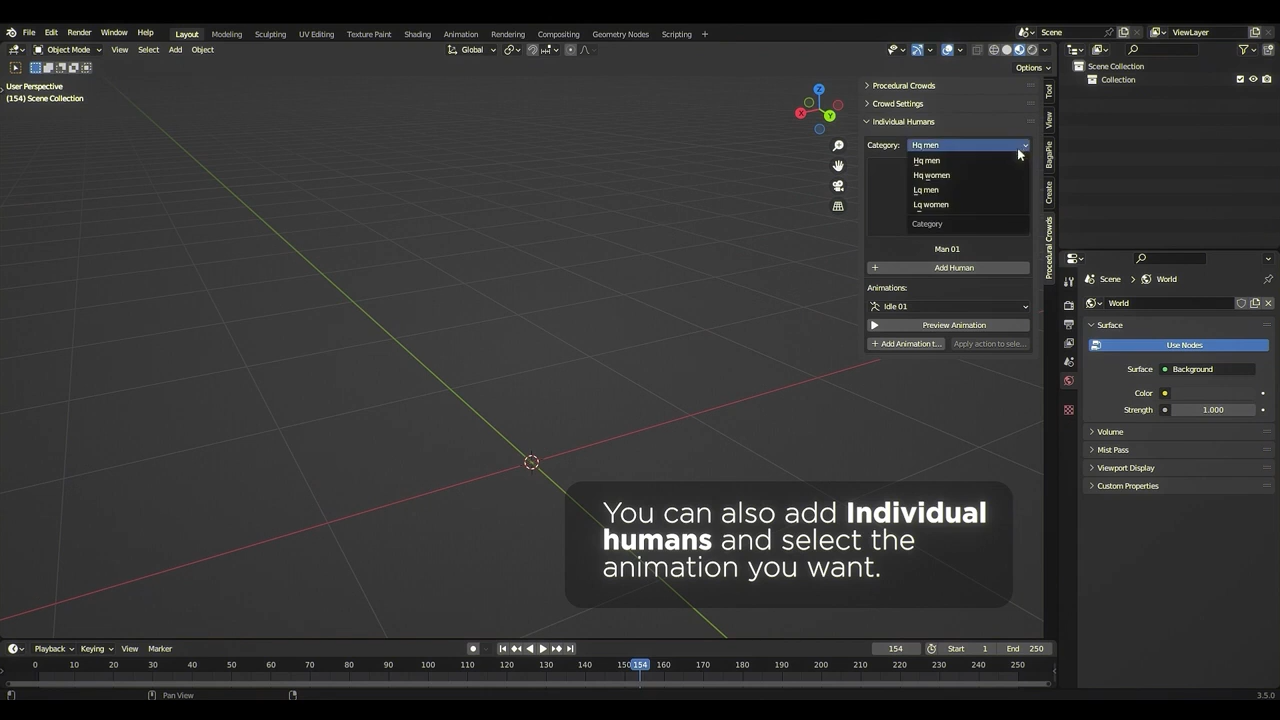 File Edit Render Window Help
Layout Modeling Sculpting UV Editing Texture Paint Shading Animation Rendering Compositing Geometry Nodes Scripting +
Scene
ViewLayer
Object Mode View Select Add Object
Global
Options
User Perspective
(154) Scene Collection
Z
X
Y
Procedural Crowds
Crowd Settings
Individual Humans
Category: Hq men
Hq men
Hq women
Lq men
Lq women
Category
Man 01
+ Add Human
Animations:
Idle 01
Preview Animation
+ Add Animation t...
Apply action to sele...
Tool
View
BagaPie
Create
Procedural Crowds
Scene Collection
Collection
Scene > World
World
Surface
Use Nodes
Surface Background
Color
Strength 1.000
Volume
Mist Pass
Viewport Display
Custom Properties
You can also add Individual
humans and select the
animation you want.
Playback Keying View Marker
154
Start 1
End 250
0 10 20 30 40 50 60 70 80 90 100 110 120 130 140 150 154 160 170 180 190 200 210 220 230 240 250
Pan View
3.5.0